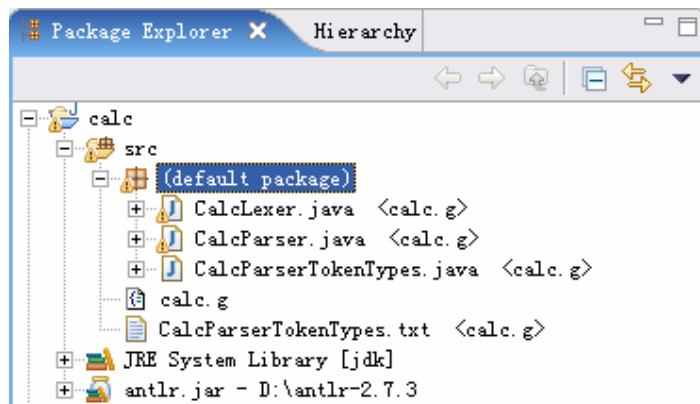 Package Explorer Hierarchy
calc
src
(default package)
CalcLexer.java <calc.g>
CalcParser.java <calc.g>
CalcParserTokenTypes.java <calc.g>
calc.g
CalcParserTokenTypes.txt <calc.g>
JRE System Library [jdk]
antlr.jar - D:\antlr-2.7.3